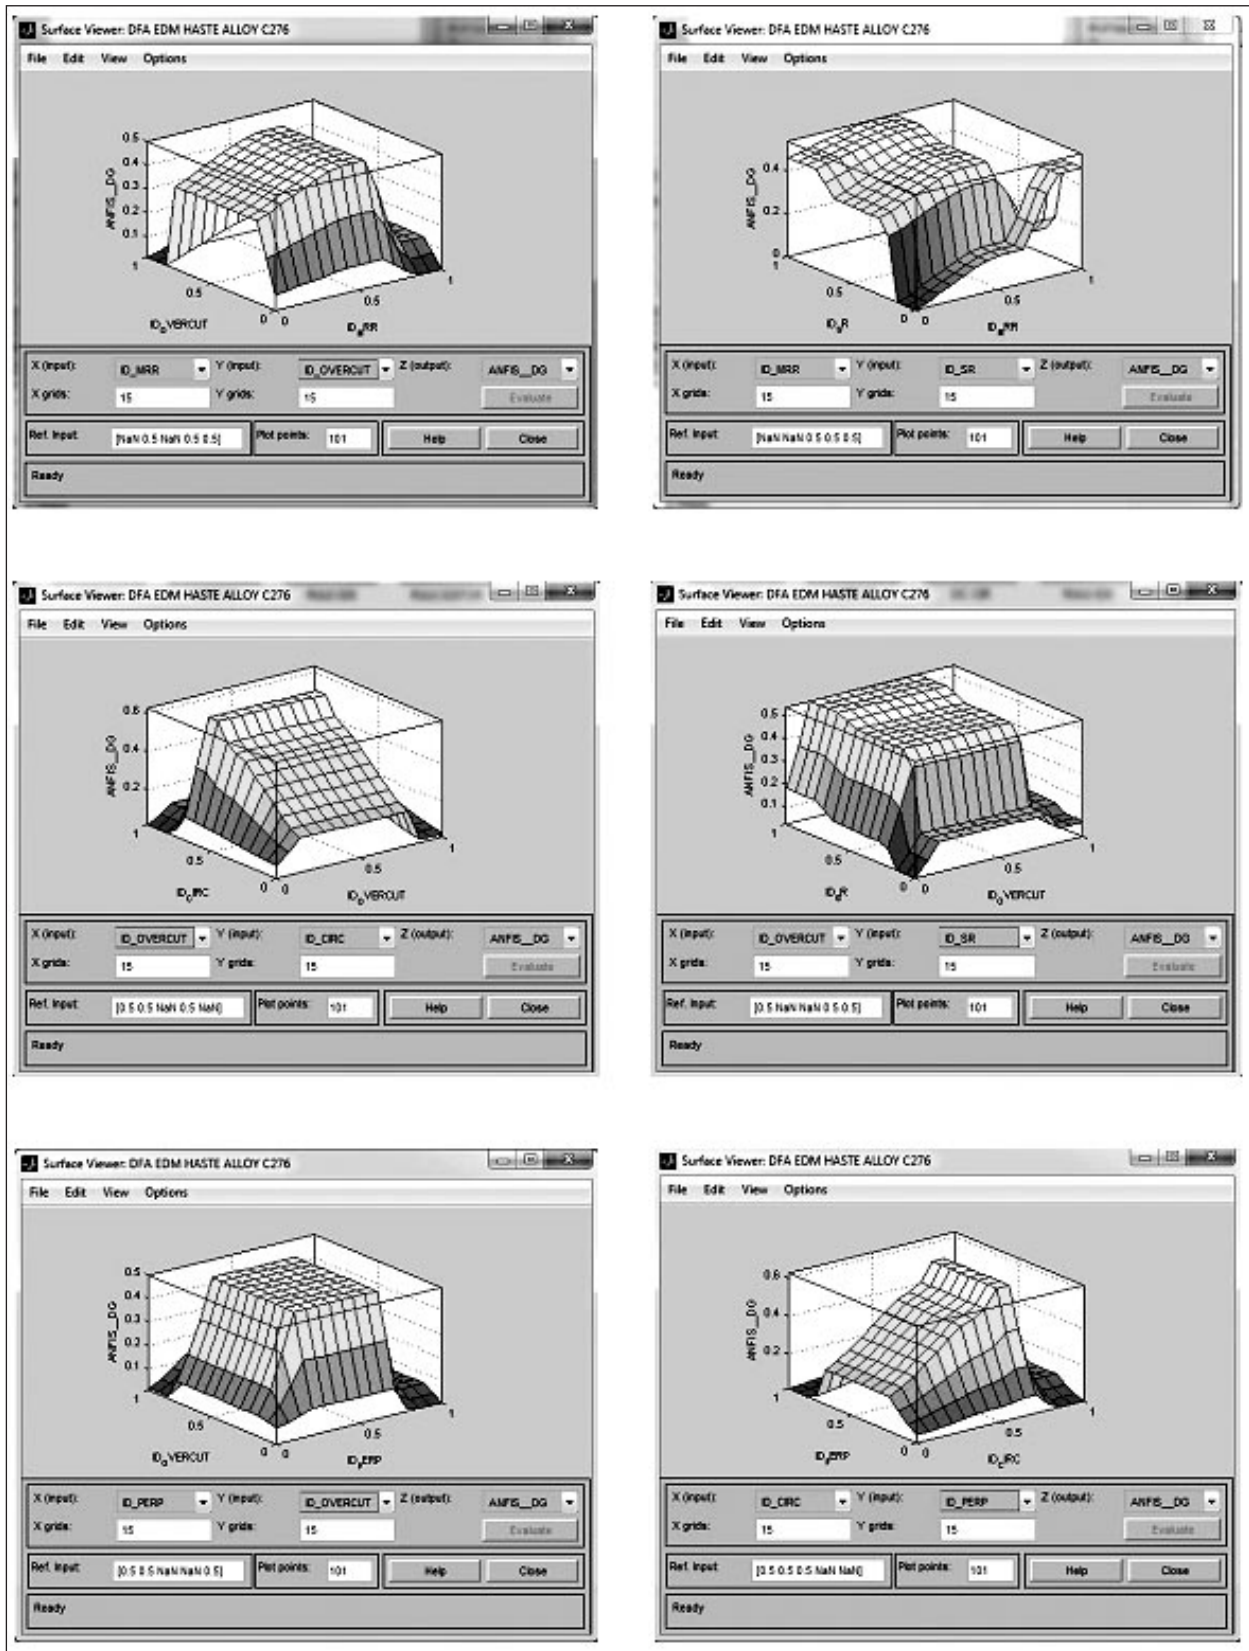 Surface Viewer: DFA EDM HASTE ALLOY C276
File Edit View Options
0.5
0.4
0.3
0.2
0.1
ANFIS_DG
1
0.5
0 0
0.5
1
ID_OVERCUT
ID_MRR
X (input): ID_MRR Y (input): ID_OVERCUT Z (output): ANFIS_DG
X grids: 15 Y grids: 15 Evaluate
Ref. Input: [NaN 0.5 NaN 0.5 0.5] Plot points: 101 Help Close
Ready
Surface Viewer: DFA EDM HASTE ALLOY C276
File Edit View Options
0.4
0.2
0
ANFIS_DG
1
0.5
0 0
0.5
1
ID_SR
ID_MRR
X (input): ID_MRR Y (input): ID_SR Z (output): ANFIS_DG
X grids: 15 Y grids: 15 Evaluate
Ref. Input: [NaN NaN 0.5 0.5 0.5] Plot points: 101 Help Close
Ready
Surface Viewer: DFA EDM HASTE ALLOY C276
File Edit View Options
0.6
0.4
0.2
ANFIS_DG
1
0.5
0 0
0.5
1
ID_CIRC
ID_OVERCUT
X (input): ID_OVERCUT Y (input): ID_CIRC Z (output): ANFIS_DG
X grids: 15 Y grids: 15 Evaluate
Ref. Input: [0.5 0.5 NaN 0.5 NaN] Plot points: 101 Help Close
Ready
Surface Viewer: DFA EDM HASTE ALLOY C276
File Edit View Options
0.5
0.4
0.3
0.2
0.1
ANFIS_DG
1
0.5
0 0
0.5
1
ID_SR
ID_OVERCUT
X (input): ID_OVERCUT Y (input): ID_SR Z (output): ANFIS_DG
X grids: 15 Y grids: 15 Evaluate
Ref. Input: [0.5 NaN NaN 0.5 0.5] Plot points: 101 Help Close
Ready
Surface Viewer: DFA EDM HASTE ALLOY C276
File Edit View Options
0.5
0.4
0.3
0.2
0.1
ANFIS_DG
1
0.5
0 0
0.5
1
ID_OVERCUT
ID_PERP
X (input): ID_PERP Y (input): ID_OVERCUT Z (output): ANFIS_DG
X grids: 15 Y grids: 15 Evaluate
Ref. Input: [0.5 0.5 NaN NaN 0.5] Plot points: 101 Help Close
Ready
Surface Viewer: DFA EDM HASTE ALLOY C276
File Edit View Options
0.6
0.4
0.2
ANFIS_DG
1
0.5
0 0
0.5
1
ID_PERP
ID_CIRC
X (input): ID_CIRC Y (input): ID_PERP Z (output): ANFIS_DG
X grids: 15 Y grids: 15 Evaluate
Ref. Input: [0.5 0.5 0.5 NaN NaN] Plot points: 101 Help Close
Ready